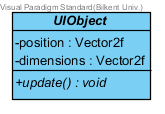 Visual Paradigm Standard(Bilkent Univ.)
UIObject
-position : Vector2f
-dimensions : Vector2f
+update() : void